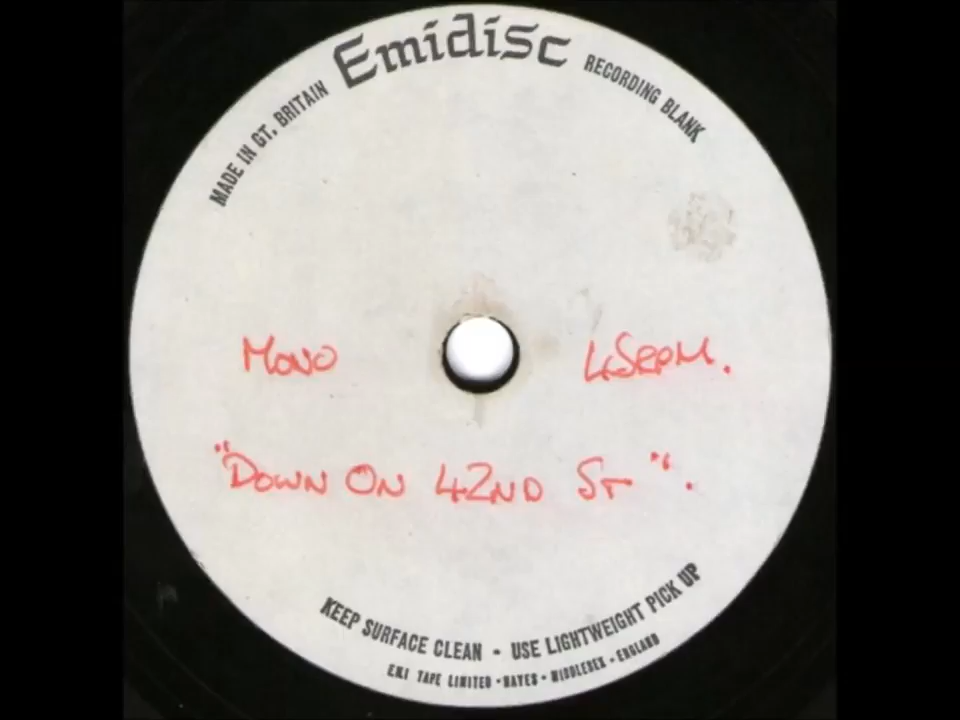 Emidisc
MADE IN GT. BRITAIN
RECORDING BLANK
MONO
45RPM.
"DOWN ON 42ND ST".
KEEP SURFACE CLEAN - USE LIGHTWEIGHT PICK UP
E.M.I TAPE LIMITED · HAYES · MIDDLESEX · ENGLAND